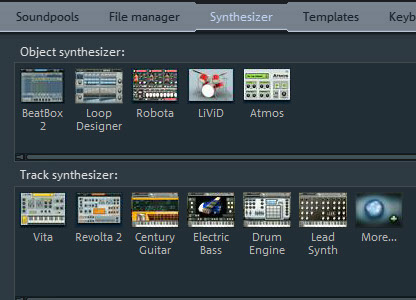 Soundpools File manager Synthesizer Templates Keyb
Object synthesizer:
BeatBox 2
Loop Designer
Robota
LiViD
Atmos
Track synthesizer:
Vita
Revolta 2
Century Guitar
Electric Bass
Drum Engine
Lead Synth
More...